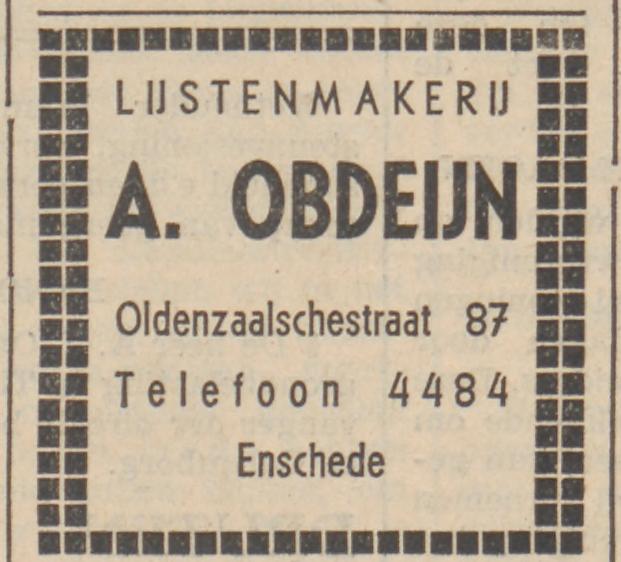 LIJSTENMAKERIJ
A. OBDEIJN
Oldenzaalschestraat 87
Telefoon 4484
Enschede